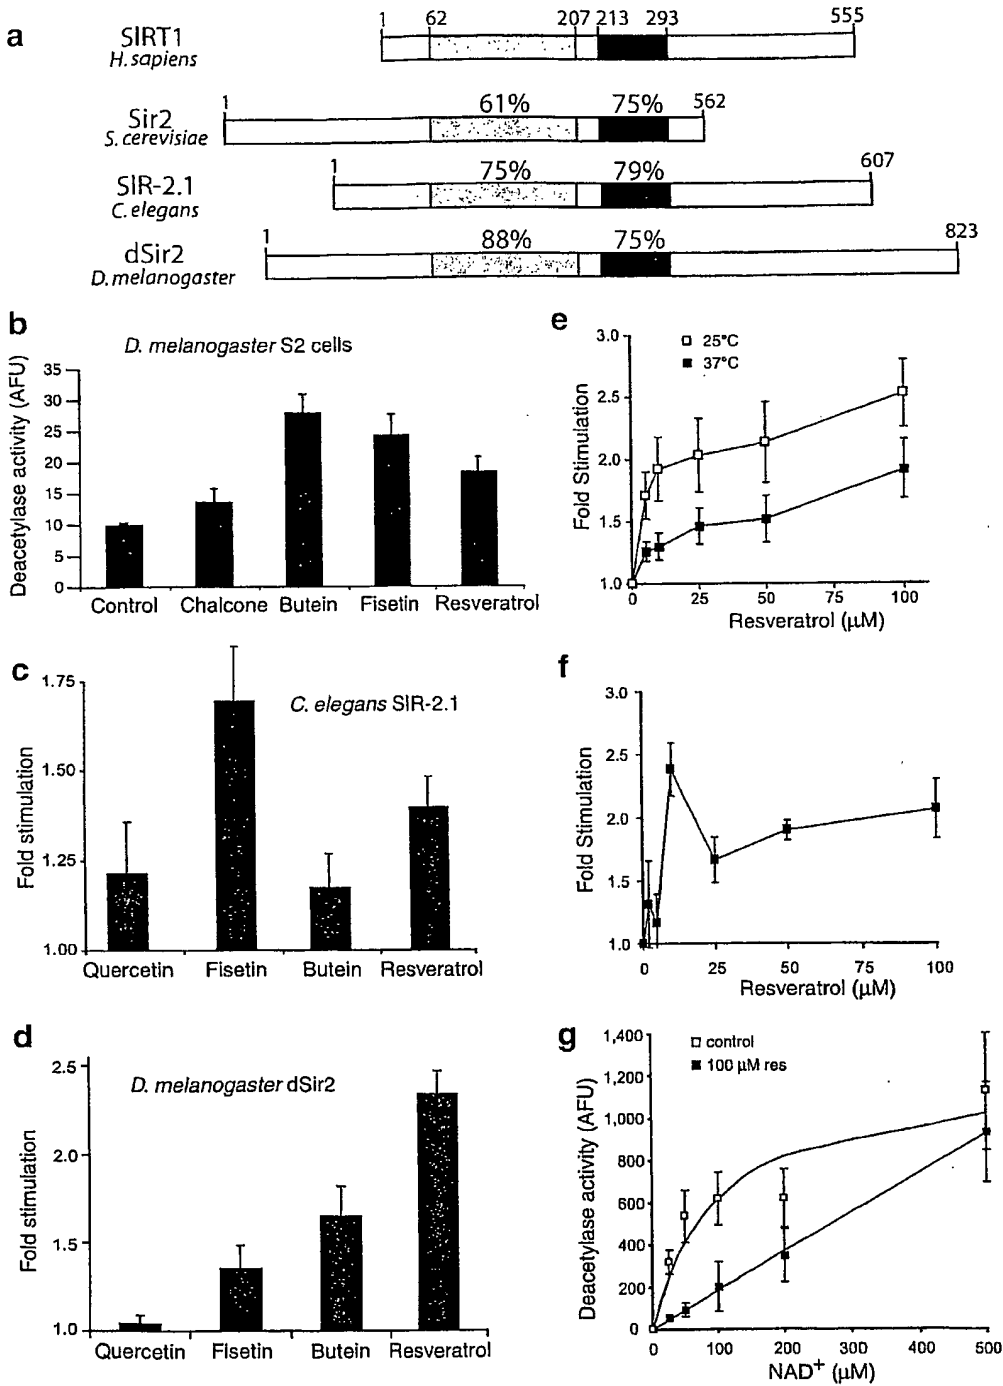 a
SIRT1
H. sapiens
1 62 207 213 293 555
Sir2
S. cerevisiae
1 61% 75% 562
SIR-2.1
C. elegans
1 75% 79% 607
dSir2
D. melanogaster
1 88% 75% 823
b
D. melanogaster S2 cells
Deacetylase activity (AFU)
35
30
25
20
15
10
5
0
Control Chalcone Butein Fisetin Resveratrol
c
C. elegans SIR-2.1
Fold stimulation
1.75
1.50
1.25
1.00
Quercetin Fisetin Butein Resveratrol
d
D. melanogaster dSir2
Fold stimulation
2.5
2.0
1.5
1.0
Quercetin Fisetin Butein Resveratrol
e
25°C
37°C
Fold Stimulation
3.0
2.5
2.0
1.5
1.0
0 25 50 75 100
Resveratrol (μM)
f
Fold Stimulation
3.0
2.5
2.0
1.5
1.0
0 25 50 75 100
Resveratrol (μM)
g
control
100 μM res
Deacetylase activity (AFU)
1,400
1,200
1,000
800
600
400
200
0
0 100 200 300 400 500
NAD+ (μM)